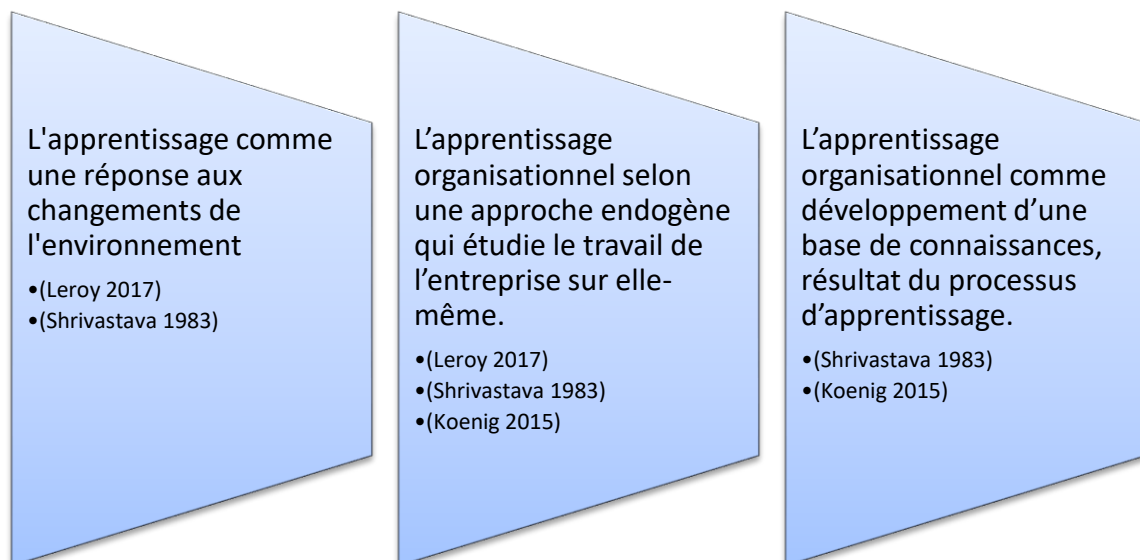 L'apprentissage comme
une réponse aux
changements de
l'environnement
•(Leroy 2017)
•(Shrivastava 1983)
L’apprentissage
organisationnel selon
une approche endogène
qui étudie le travail de
l’entreprise sur elle-
même.
•(Leroy 2017)
•(Shrivastava 1983)
•(Koenig 2015)
L’apprentissage
organisationnel comme
développement d’une
base de connaissances,
résultat du processus
d’apprentissage.
•(Shrivastava 1983)
•(Koenig 2015)